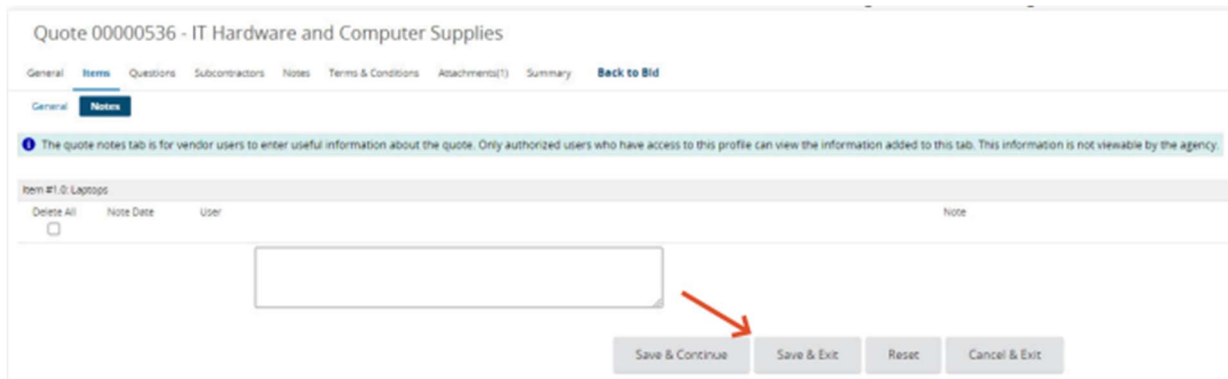 Quote 00000536 - IT Hardware and Computer Supplies
General Items Questions Subcontractors Notes Terms & Conditions Attachments(1) Summary Back to Bid
General Notes
The quote notes tab is for vendor users to enter useful information about the quote. Only authorized users who have access to this profile can view the information added to this tab. This information is not viewable by the agency.
Item #1.0: Laptops
Delete All Note Date User Note
Save & Continue Save & Exit Reset Cancel & Exit